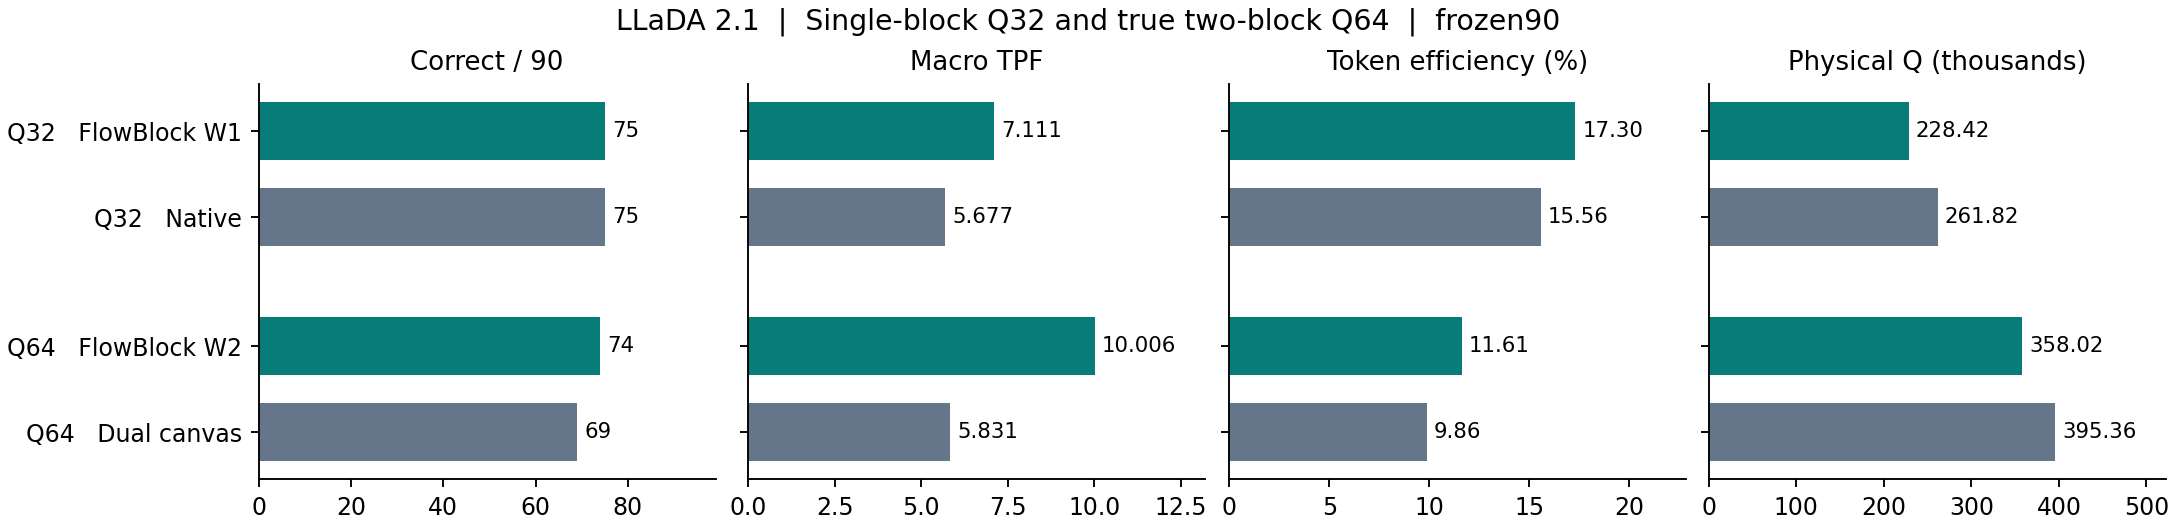 LLaDA 2.1 | Single-block Q32 and true two-block Q64 | frozen90
Correct / 90
Macro TPF
Token efficiency (%)
Physical Q (thousands)
Q32 FlowBlock W1
75
7.111
17.30
228.42
Q32 Native
75
5.677
15.56
261.82
Q64 FlowBlock W2
74
10.006
11.61
358.02
Q64 Dual canvas
69
5.831
9.86
395.36
0 20 40 60 80
0.0 2.5 5.0 7.5 10.0 12.5
0 5 10 15 20
0 100 200 300 400 500